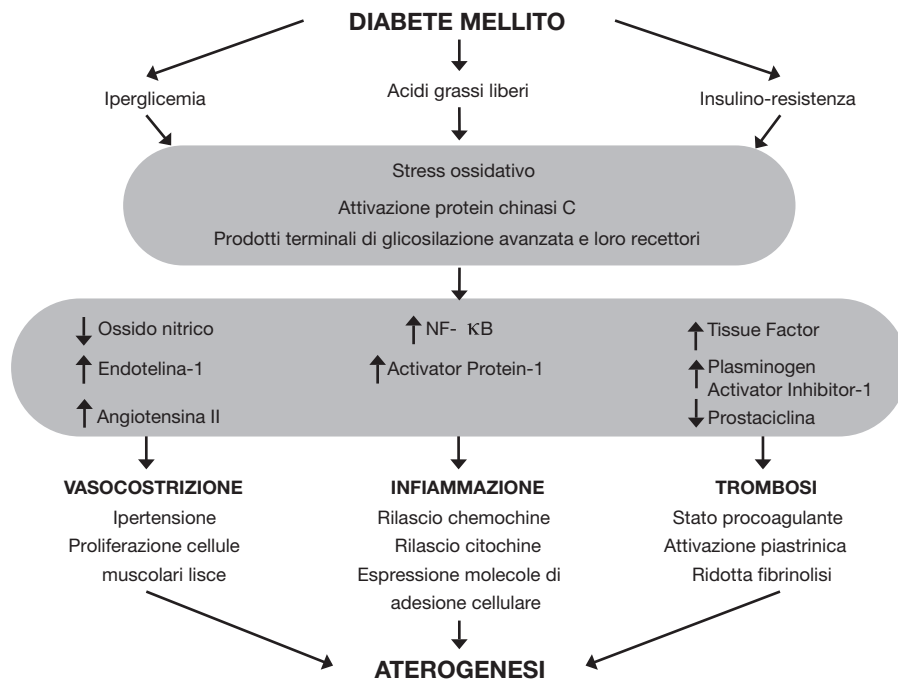 DIABETE MELLITO
Iperglicemia
Acidi grassi liberi
Insulino-resistenza
Stress ossidativo
Attivazione protein chinasi C
Prodotti terminali di glicosilazione avanzata e loro recettori
Ossido nitrico
Endotelina-1
Angiotensina II
NF- κB
Activator Protein-1
Tissue Factor
Plasminogen
Activator Inhibitor-1
Prostaciclina
VASOCOSTRIZIONE
Ipertensione
Proliferazione cellule
muscolari lisce
INFIAMMAZIONE
Rilascio chemochine
Rilascio citochine
Espressione molecole di
adesione cellulare
TROMBOSI
Stato procoagulante
Attivazione piastrinica
Ridotta fibrinolisi
ATEROGENESI